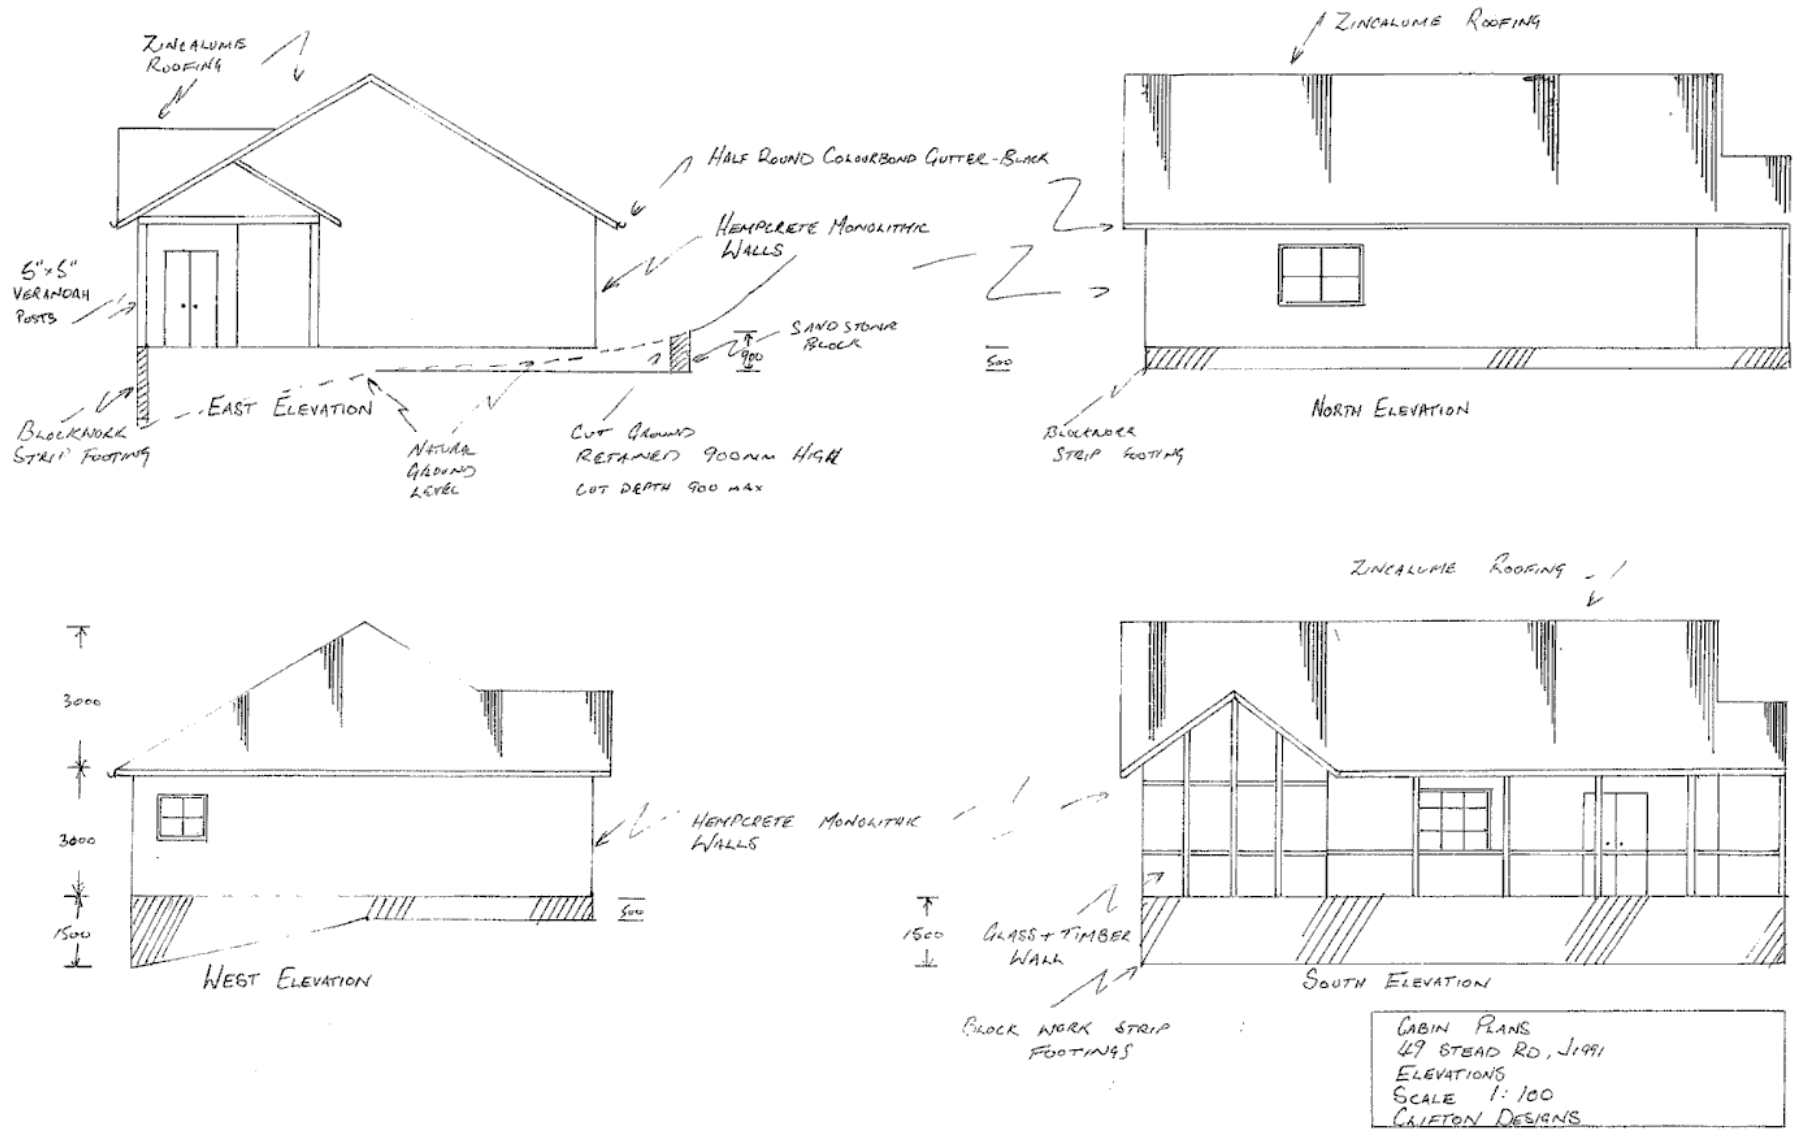 ZINCALUME
ROOFING
HALF ROUND COLOURBOND GUTTER-BLACK
HEMPCRETE MONOLITHIC
WALLS
5"x5"
VERANDAH
POSTS
SANDSTONE
BLOCK
900
BLOCKWORK
STRIP FOOTING
EAST ELEVATION
NATURAL
GROUND
LEVEL
CUT GROUND
RETAINED 900MM HIGH
CUT DEPTH 900 MAX
ZINCALUME ROOFING
500
NORTH ELEVATION
BLOCKWORK
STRIP FOOTING
3000
3000
1500
500
WEST ELEVATION
HEMPCRETE MONOLITHIC
WALLS
ZINCALUME ROOFING
1500
GLASS + TIMBER
WALL
SOUTH ELEVATION
BLOCK WORK STRIP
FOOTINGS
CABIN PLANS
49 STEAD RD,
ELEVATIONS
SCALE 1:100
CLIFTON DESIGNS